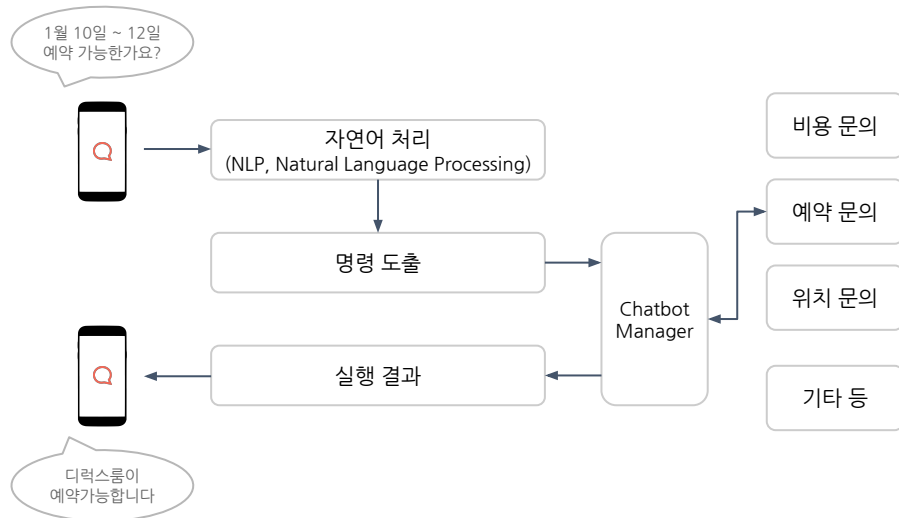 1월 10일 ~ 12일
예약 가능한가요?
자연어 처리
(NLP, Natural Language Processing)
명령 도출
실행 결과
Chatbot
Manager
비용 문의
예약 문의
위치 문의
기타 등
디럭스룸이
예약가능합니다